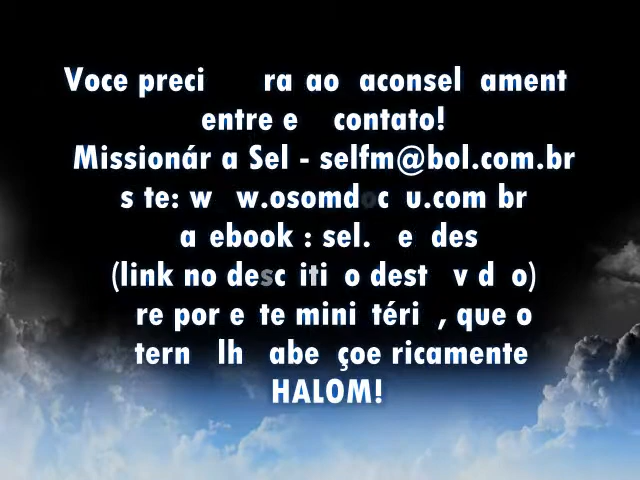 Voce preci ra ao aconsel ament
entre e contato!
Missionár a Sel - selfm@bol.com.br
s te: w w.osomdoc u.com br
a ebook : sel. e des
(link no desc iti o dest v d o)
re por e te mini téri , que o
tern lh abe çoe ricamente
HALOM!